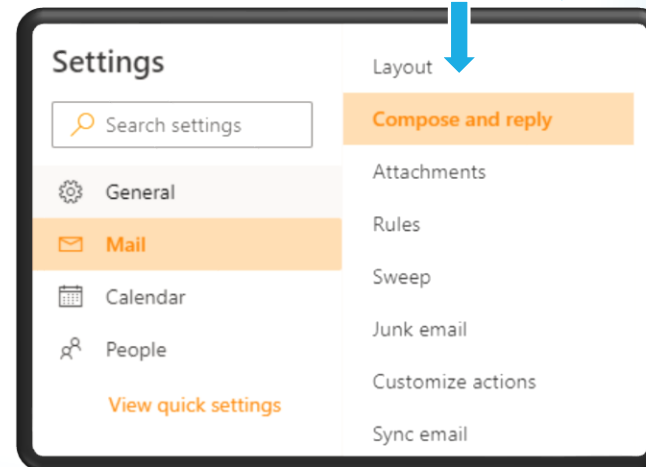 Settings
Search settings
General
Mail
Calendar
People
View quick settings
Layout
Compose and reply
Attachments
Rules
Sweep
Junk email
Customize actions
Sync email